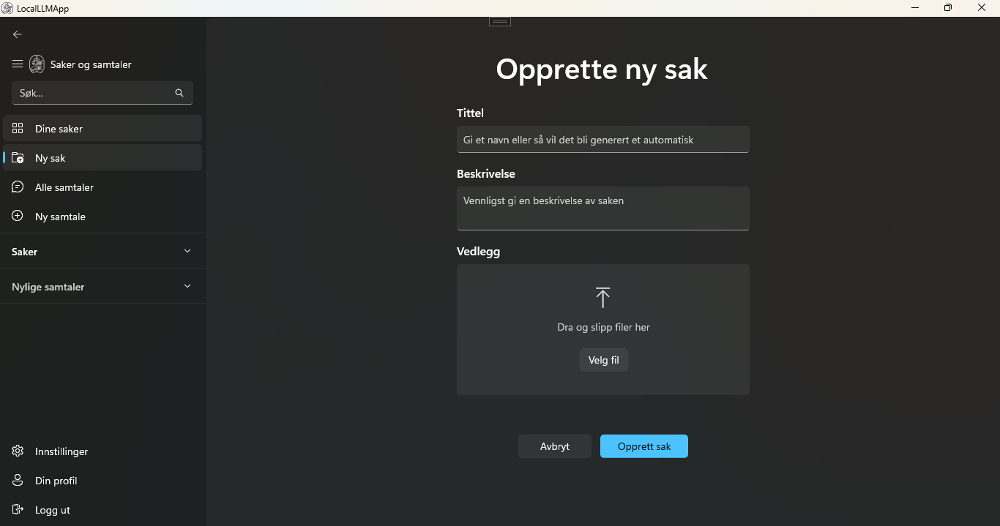 LocalLLMApp
Saker og samtaler
Søk...
Dine saker
Ny sak
Alle samtaler
Ny samtale
Saker
Nylige samtaler
Innstillinger
Din profil
Logg ut
Opprette ny sak
Tittel
Gi et navn eller så vil det bli generert et automatisk
Beskrivelse
Vennligst gi en beskrivelse av saken
Vedlegg
Dra og slipp filer her
Velg fil
Avbryt
Opprett sak